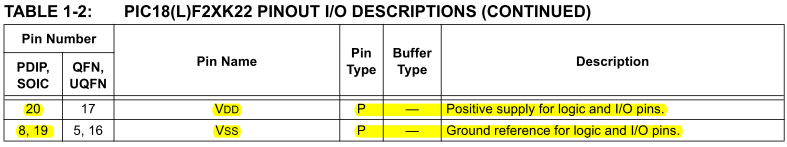 TABLE 1-2: PIC18(L)F2XK22 PINOUT I/O DESCRIPTIONS (CONTINUED)
Pin Number
Pin Name
Pin Type
Buffer Type
Description
PDIP, SOIC
QFN, UQFN
20 17 VDD P — Positive supply for logic and I/O pins.
8, 19 5, 16 VSS P — Ground reference for logic and I/O pins.